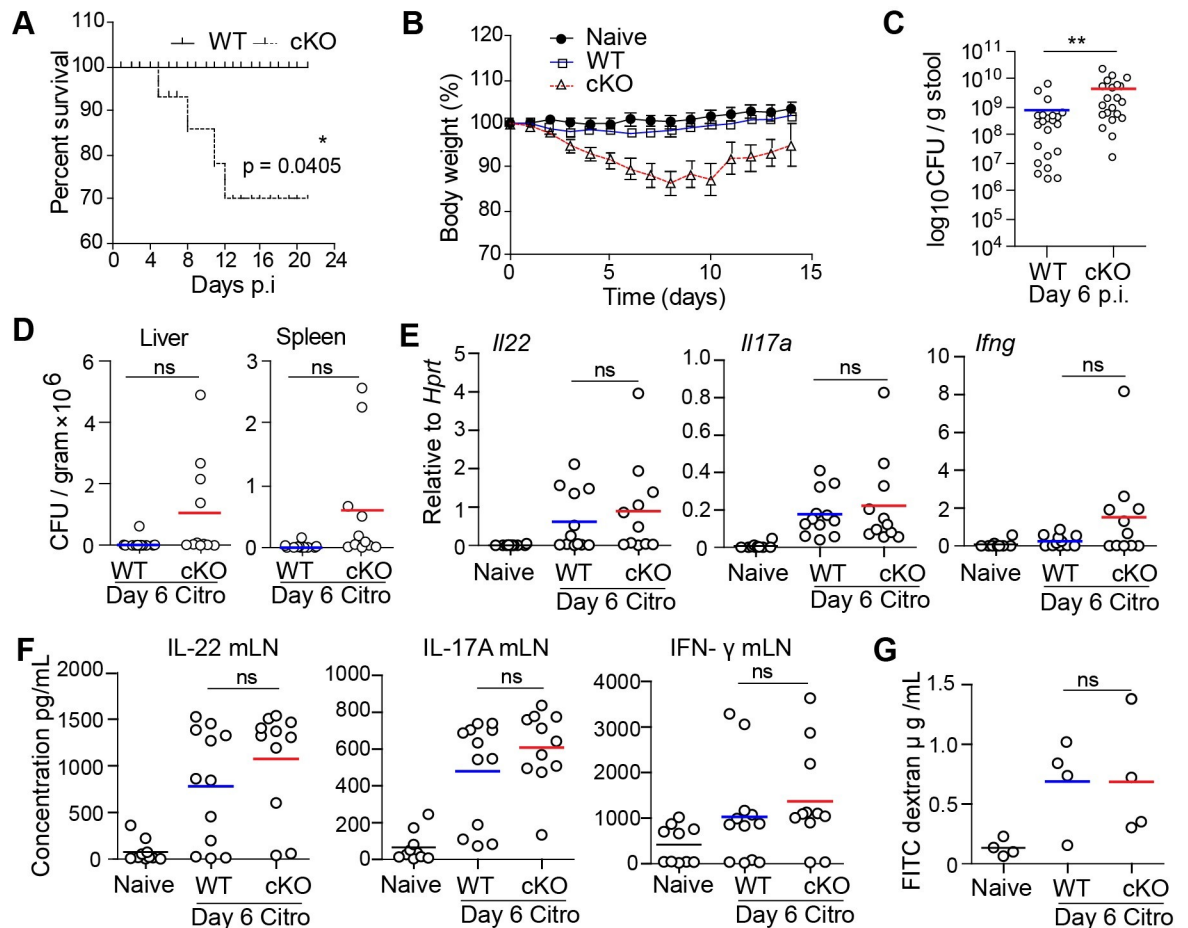 A
110
100
90
80
70
60
Percent survival
WT cKO
*
p = 0.0405
0 4 8 12 16 20 24
Days p.i
B
120
110
100
90
80
70
Body weight (%)
Naive
WT
cKO
0 5 10 15
Time (days)
C
10^11
10^10
10^9
10^8
10^7
10^6
10^5
10^4
log10 CFU / g stool
**
WT cKO
Day 6 p.i.
D
Liver
6
4
2
0
CFU / gram×10^6
ns
WT cKO
Day 6 Citro
Spleen
3
2
1
0
ns
WT cKO
Day 6 Citro
E
Il22
5
4
3
2
1
0
Relative to Hprt
ns
Naive WT cKO
Day 6 Citro
Il17a
1.0
0.8
0.6
0.4
0.2
0
ns
Naive WT cKO
Day 6 Citro
Ifng
10
8
6
4
2
0
ns
Naive WT cKO
Day 6 Citro
F
IL-22 mLN
2000
1500
1000
500
0
Concentration pg/mL
ns
Naive WT cKO
Day 6 Citro
IL-17A mLN
1000
800
600
400
200
0
ns
Naive WT cKO
Day 6 Citro
IFN- γ mLN
4000
3000
2000
1000
0
ns
Naive WT cKO
Day 6 Citro
G
1.5
1.0
0.5
0
FITC dextran μ g /mL
ns
Naive WT cKO
Day 6 Citro